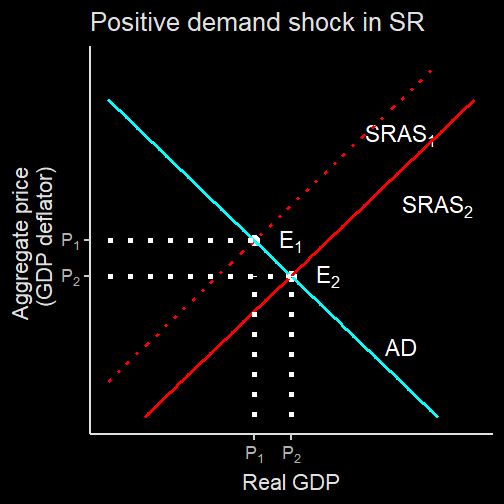 Positive demand shock in SR
Aggregate price
(GDP deflator)
SRAS₁
SRAS₂
P₁
E₁
P₂
E₂
AD
P₁
P₂
Real GDP